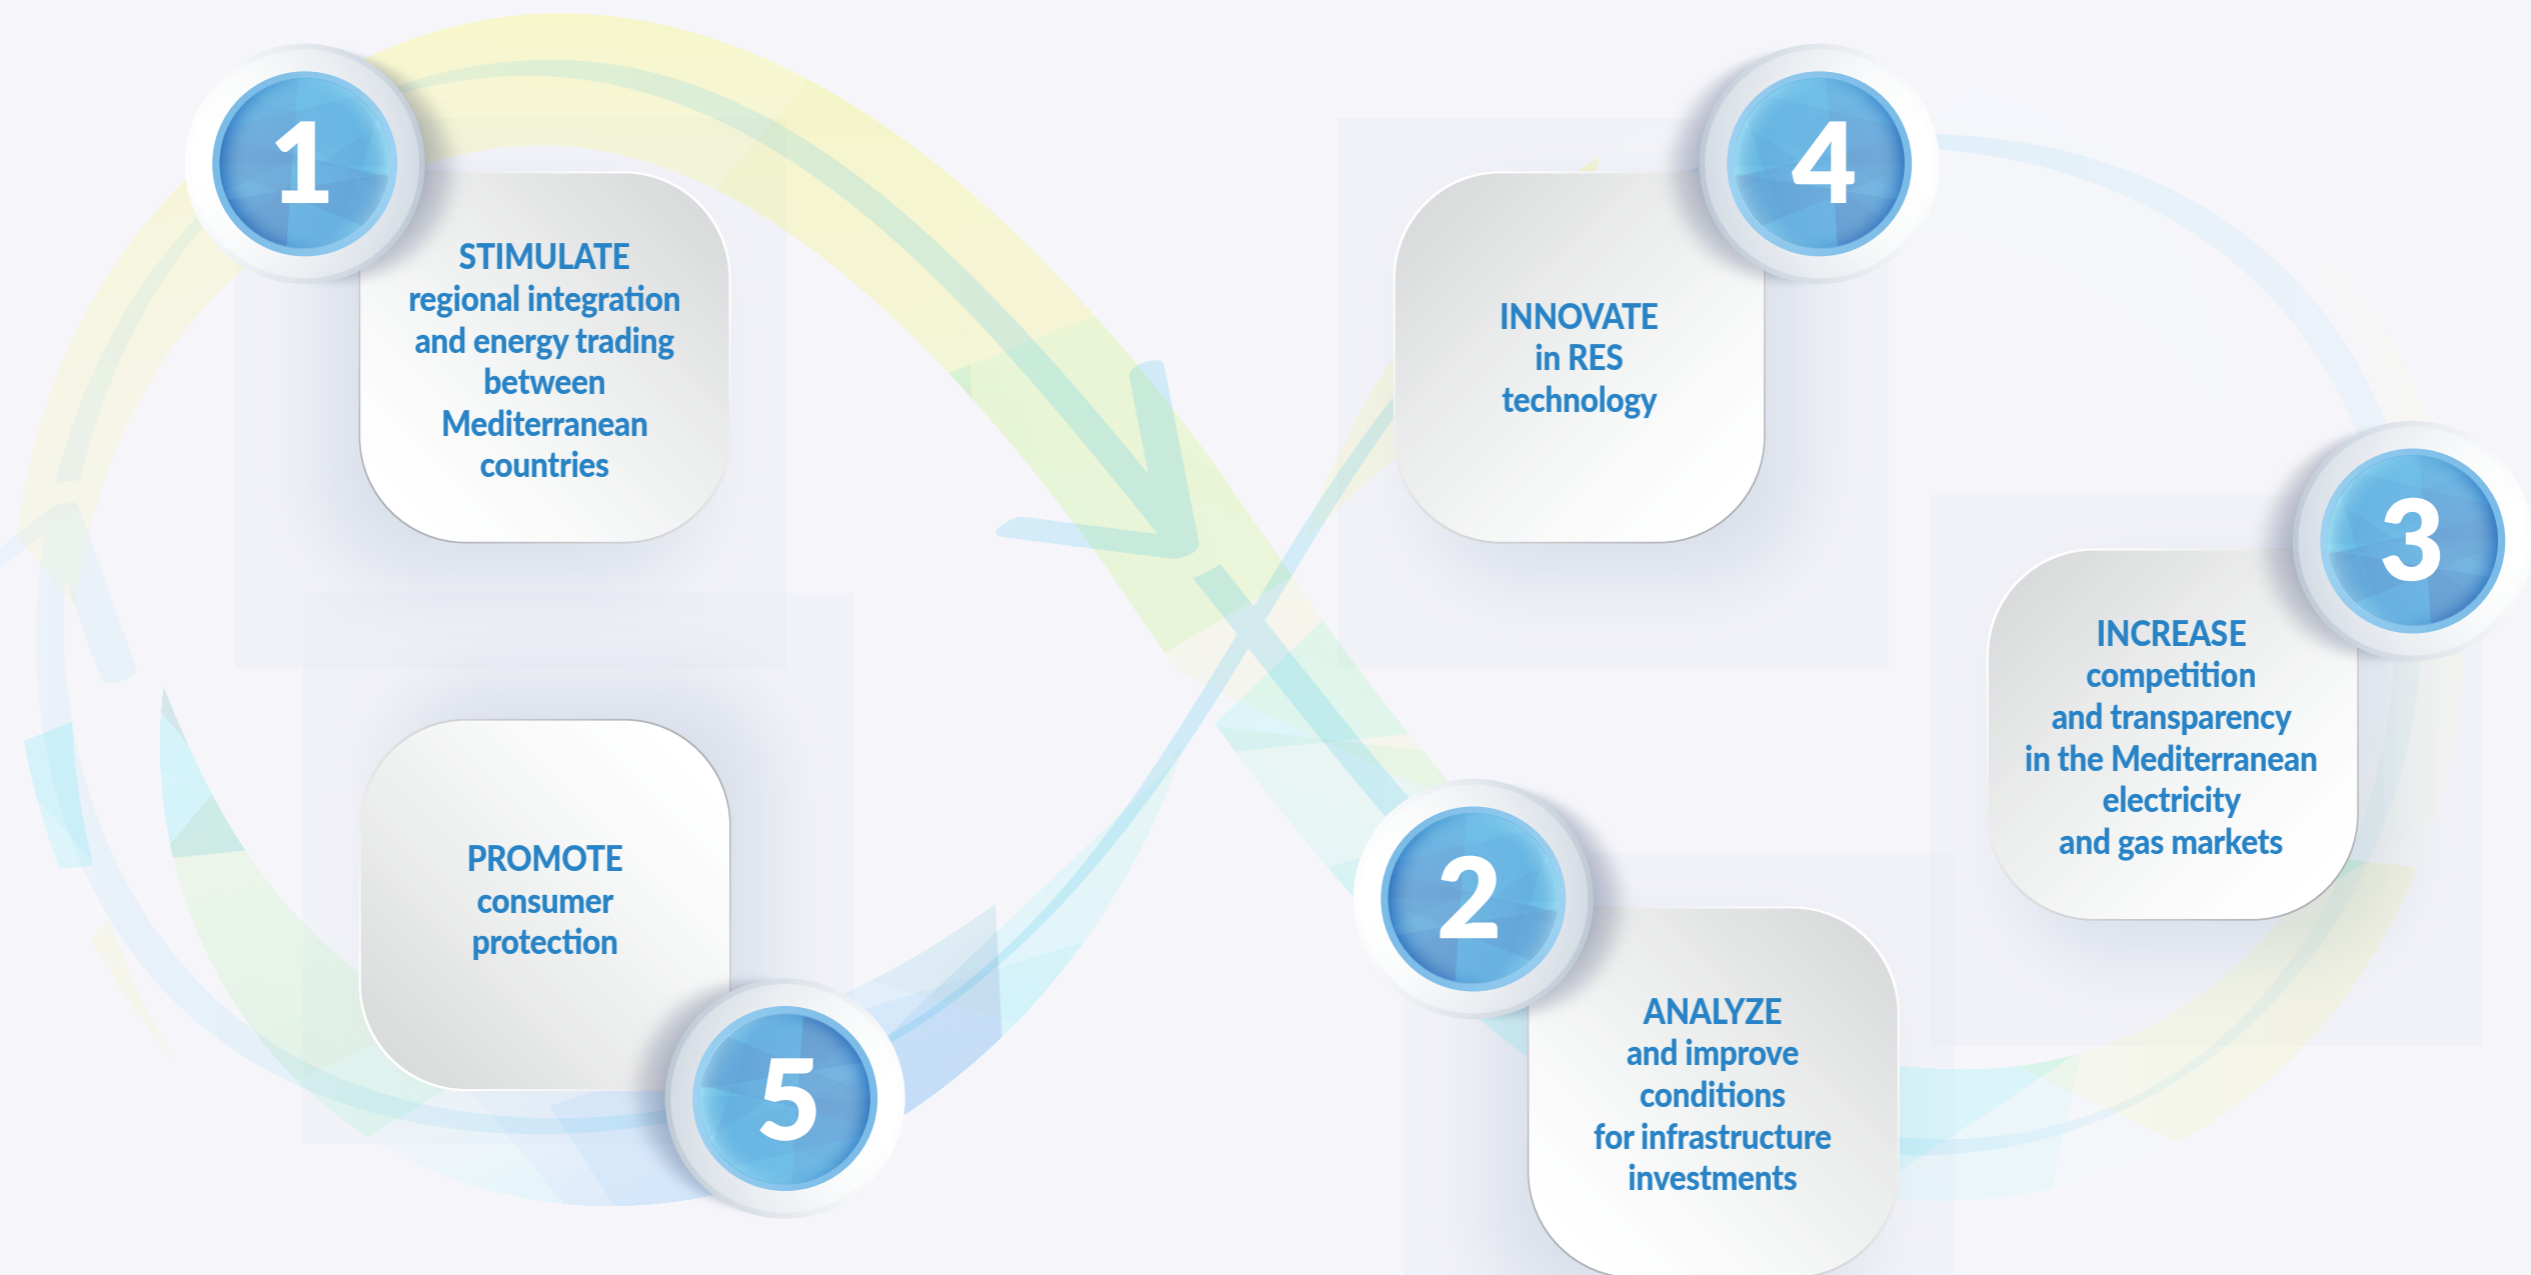 1
STIMULATE
regional integration
and energy trading
between
Mediterranean
countries
2
ANALYZE
and improve
conditions
for infrastructure
investments
3
INCREASE
competition
and transparency
in the Mediterranean
electricity
and gas markets
4
INNOVATE
in RES
technology
5
PROMOTE
consumer
protection